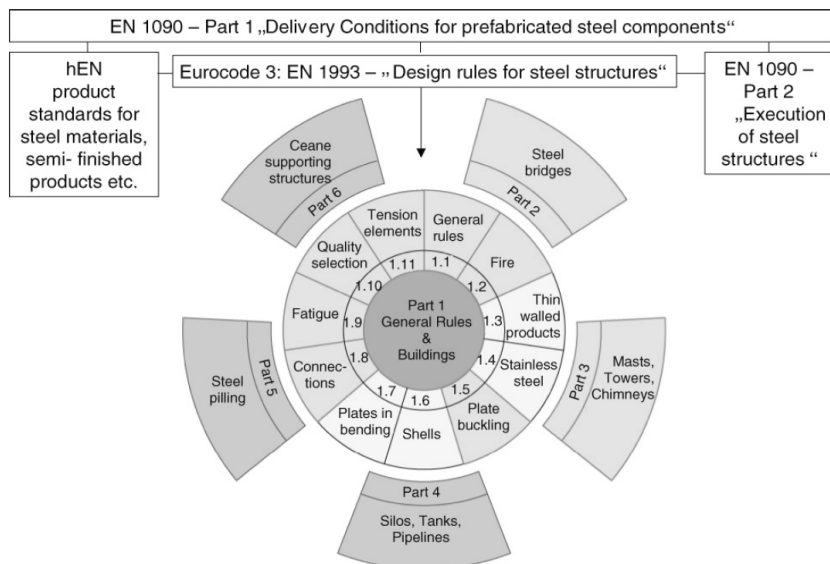 EN 1090 – Part 1 „Delivery Conditions for prefabricated steel components“
hEN
product
standards for
steel materials,
semi- finished
products etc.
Eurocode 3: EN 1993 – „ Design rules for steel structures“
EN 1090 –
Part 2
„Execution
of steel
structures “
Ceane
supporting
structures
Part 6
Steel
bridges
Part 2
Tension
elements
1.11
General
rules
1.1
Quality
selection
1.10
Fire
1.2
Fatigue
1.9
Part 1
General Rules
&
Buildings
1.3
Thin
walled
products
Connec-
tions
1.8
1.4
Stainless
steel
1.7
Plates in
bending
1.6
Shells
1.5
Plate
buckling
Steel
pilling
Part 5
Part 3
Masts,
Towers,
Chimneys
Part 4
Silos, Tanks,
Pipelines